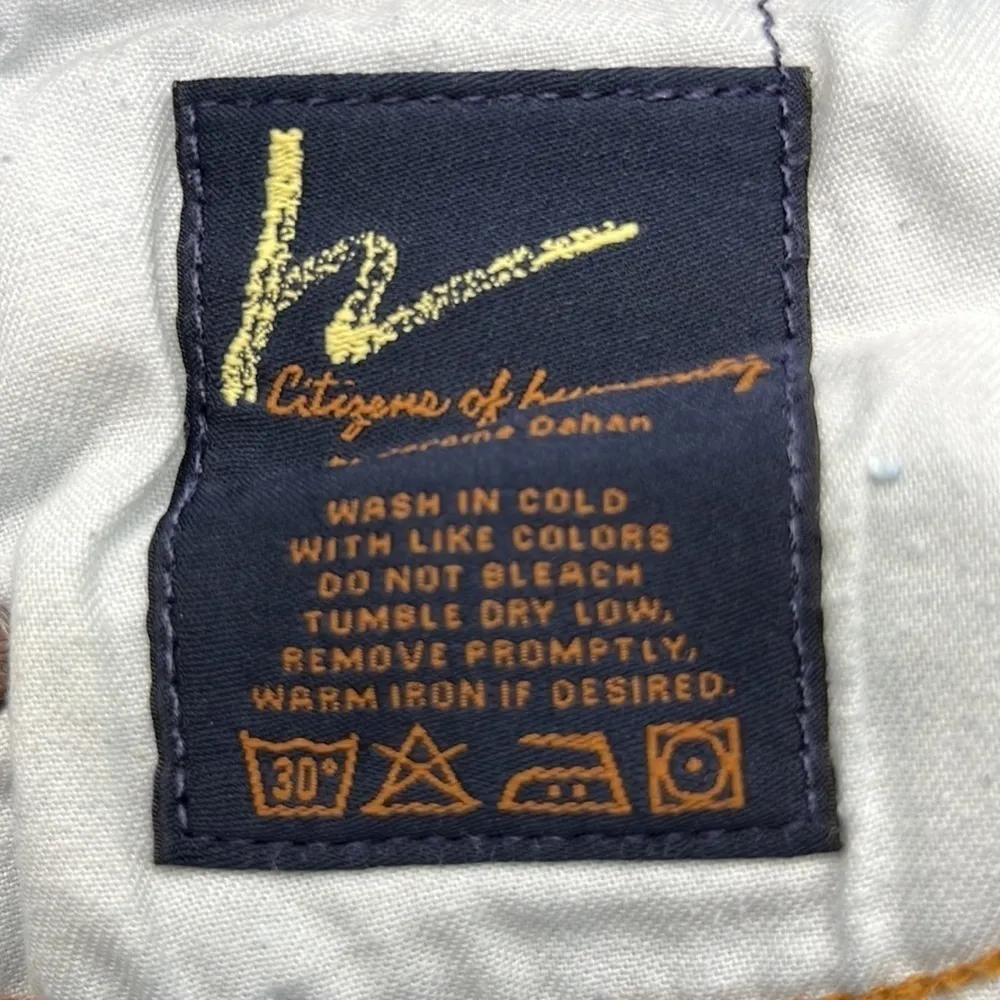 h
Citizens of humanity
Jerome Dahan
WASH IN COLD
WITH LIKE COLORS
DO NOT BLEACH
TUMBLE DRY LOW,
REMOVE PROMPTLY,
WARM IRON IF DESIRED.
30°